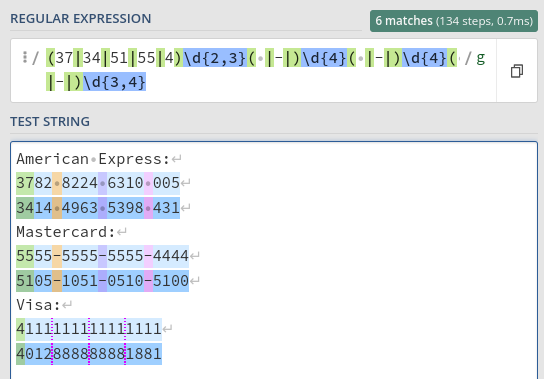 REGULAR EXPRESSION
6 matches (134 steps, 0.7ms)
/ (37|34|51|55|4)\d{2,3}(·|-|)\d{4}(·|-|)\d{4}(· / g
|-|)\d{3,4}
TEST STRING
American·Express:↵
3782·8224·6310·005↵
3414·4963·5398·431↵
Mastercard:↵
5555-5555-5555-4444↵
5105-1051-0510-5100↵
Visa:↵
4111111111111111↵
4012888888881881